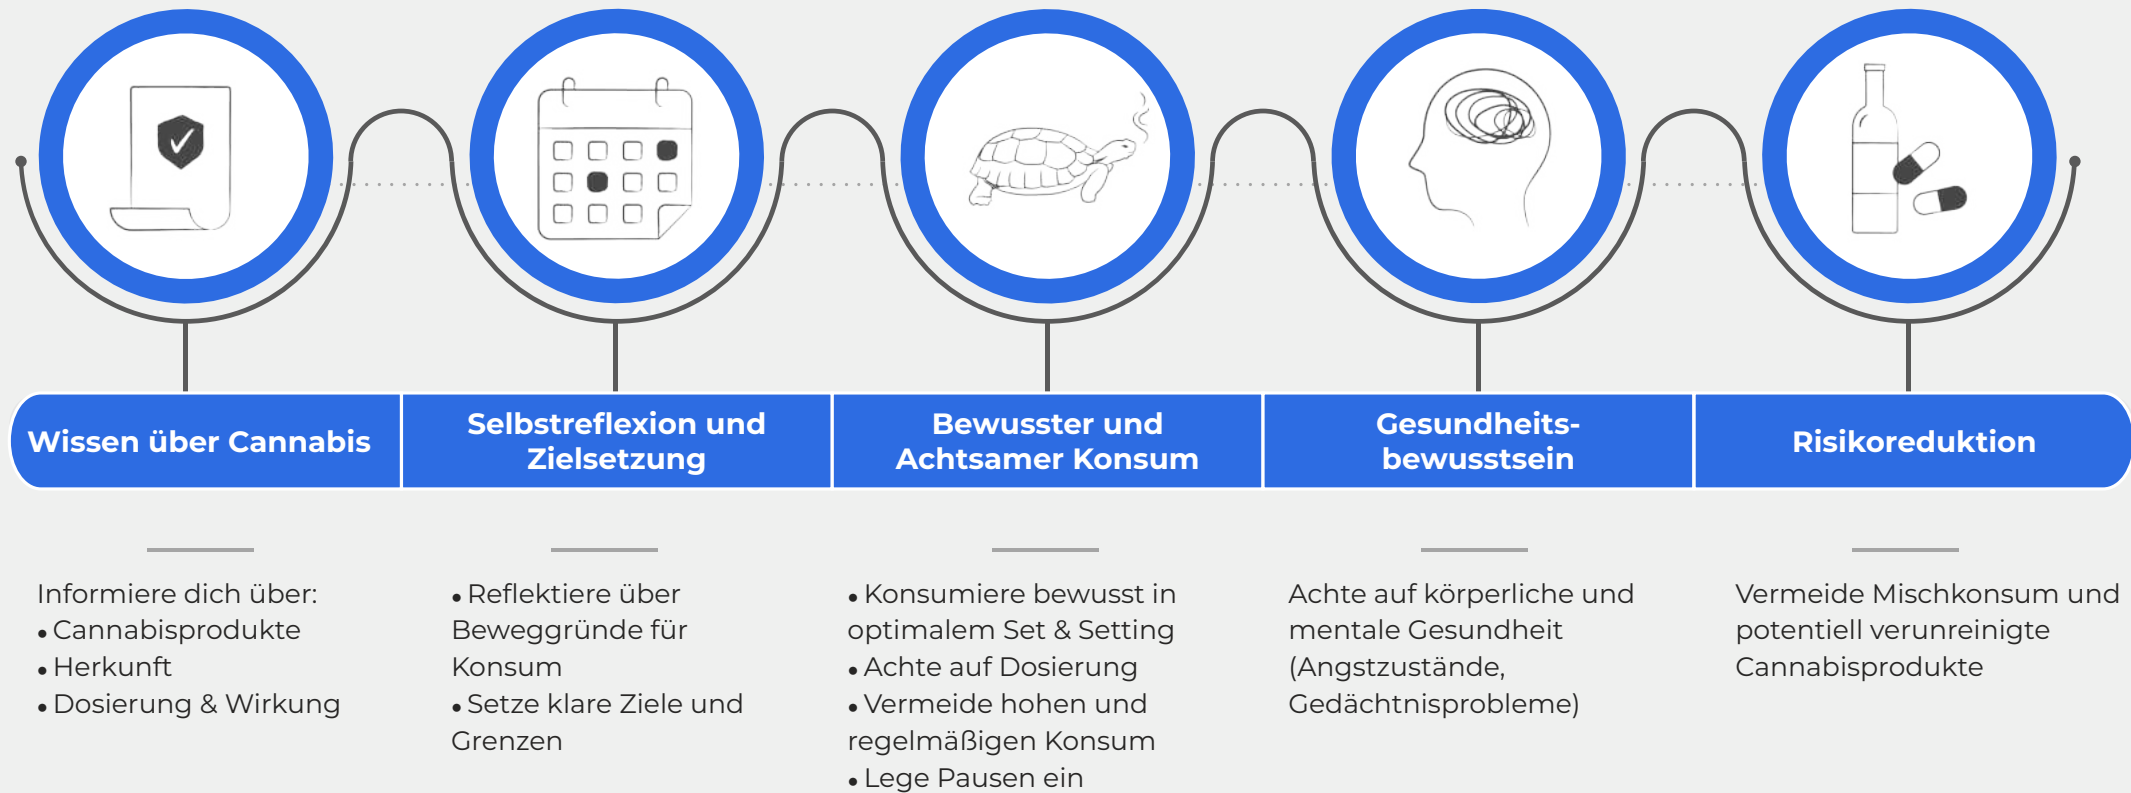 Wissen über Cannabis
Selbstreflexion und
Zielsetzung
Bewusster und
Achtsamer Konsum
Gesundheits-
bewusstsein
Risikoreduktion
Informiere dich über:
• Cannabisprodukte
• Herkunft
• Dosierung & Wirkung
• Reflektiere über
Beweggründe für
Konsum
• Setze klare Ziele und
Grenzen
• Konsumiere bewusst in
optimalem Set & Setting
• Achte auf Dosierung
• Vermeide hohen und
regelmäßigen Konsum
• Lege Pausen ein
Achte auf körperliche und
mentale Gesundheit
(Angstzustände,
Gedächtnisprobleme)
Vermeide Mischkonsum und
potentiell verunreinigte
Cannabisprodukte